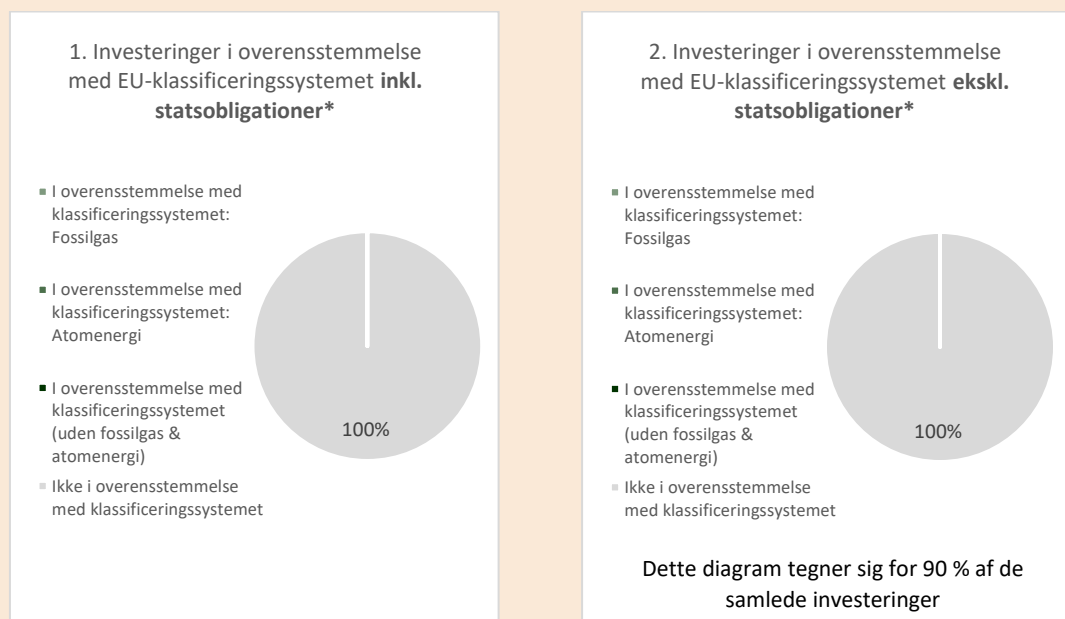 1. Investeringer i overensstemmelse
med EU-klassificeringssystemet inkl.
statsobligationer*
I overensstemmelse med
klassificeringssystemet:
Fossilgas
I overensstemmelse med
klassificeringssystemet:
Atomenergi
I overensstemmelse med
klassificeringssystemet
(uden fossilgas &
atomenergi)
Ikke i overensstemmelse
med klassificeringssystemet
100%
2. Investeringer i overensstemmelse
med EU-klassificeringssystemet ekskl.
statsobligationer*
I overensstemmelse med
klassificeringssystemet:
Fossilgas
I overensstemmelse med
klassificeringssystemet:
Atomenergi
I overensstemmelse med
klassificeringssystemet
(uden fossilgas &
atomenergi)
Ikke i overensstemmelse
med klassificeringssystemet
100%
Dette diagram tegner sig for 90 % af de
samlede investeringer